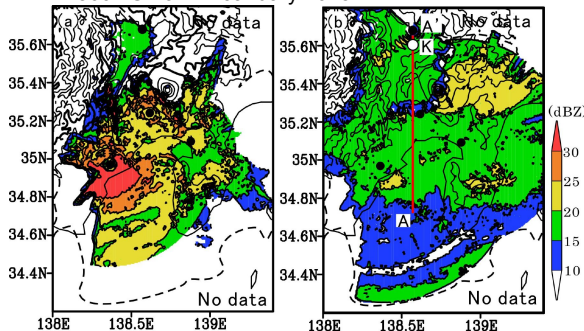 (a)
No data
(b)
A'
No data
35.6N
35.6N
K
35.4N
35.4N
(dBZ)
35.2N
35.2N
30
35N
35N
25
34.8N
34.8N
20
A
34.6N
34.6N
15
34.4N
34.4N
10
No data
No data
138E
138.5E
139E
138E
138.5E
139E